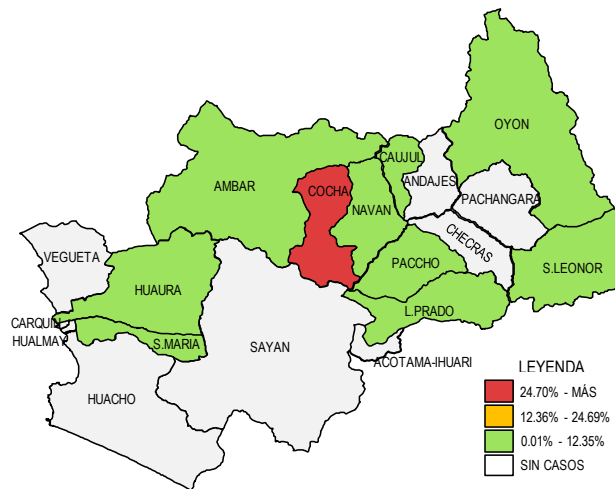 OYON
CAUJUL
ANDAJES
AMBAR
COCHA
PACHANGARA
NAVAN
CHECRAS
VEGUETA
PACCHO
S.LEONOR
HUAURA
L.PRADO
CARQUIN
HUALMAY
S.MARIA
SAYAN
ACOTAMA-IHUARI
HUACHO
LEYENDA
24.70% - MÁS
12.36% - 24.69%
0.01% - 12.35%
SIN CASOS